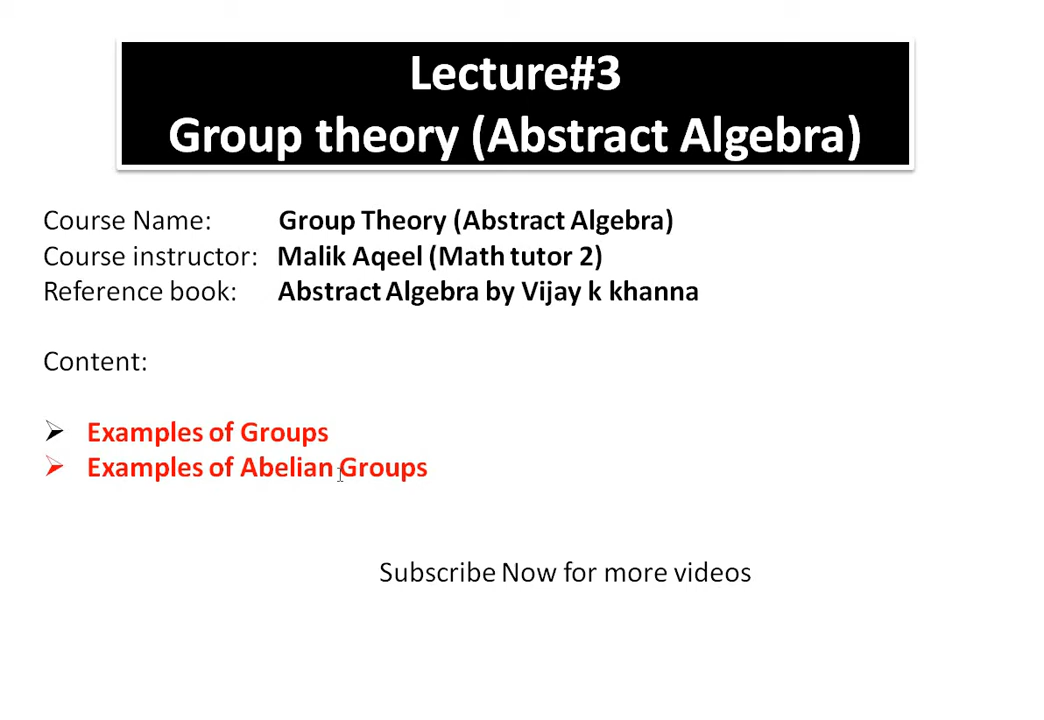 Lecture#3
Group theory (Abstract Algebra)
Course Name: Group Theory (Abstract Algebra)
Course instructor: Malik Aqeel (Math tutor 2)
Reference book: Abstract Algebra by Vijay k khanna
Content:
➢ Examples of Groups
➢ Examples of Abelian Groups
Subscribe Now for more videos